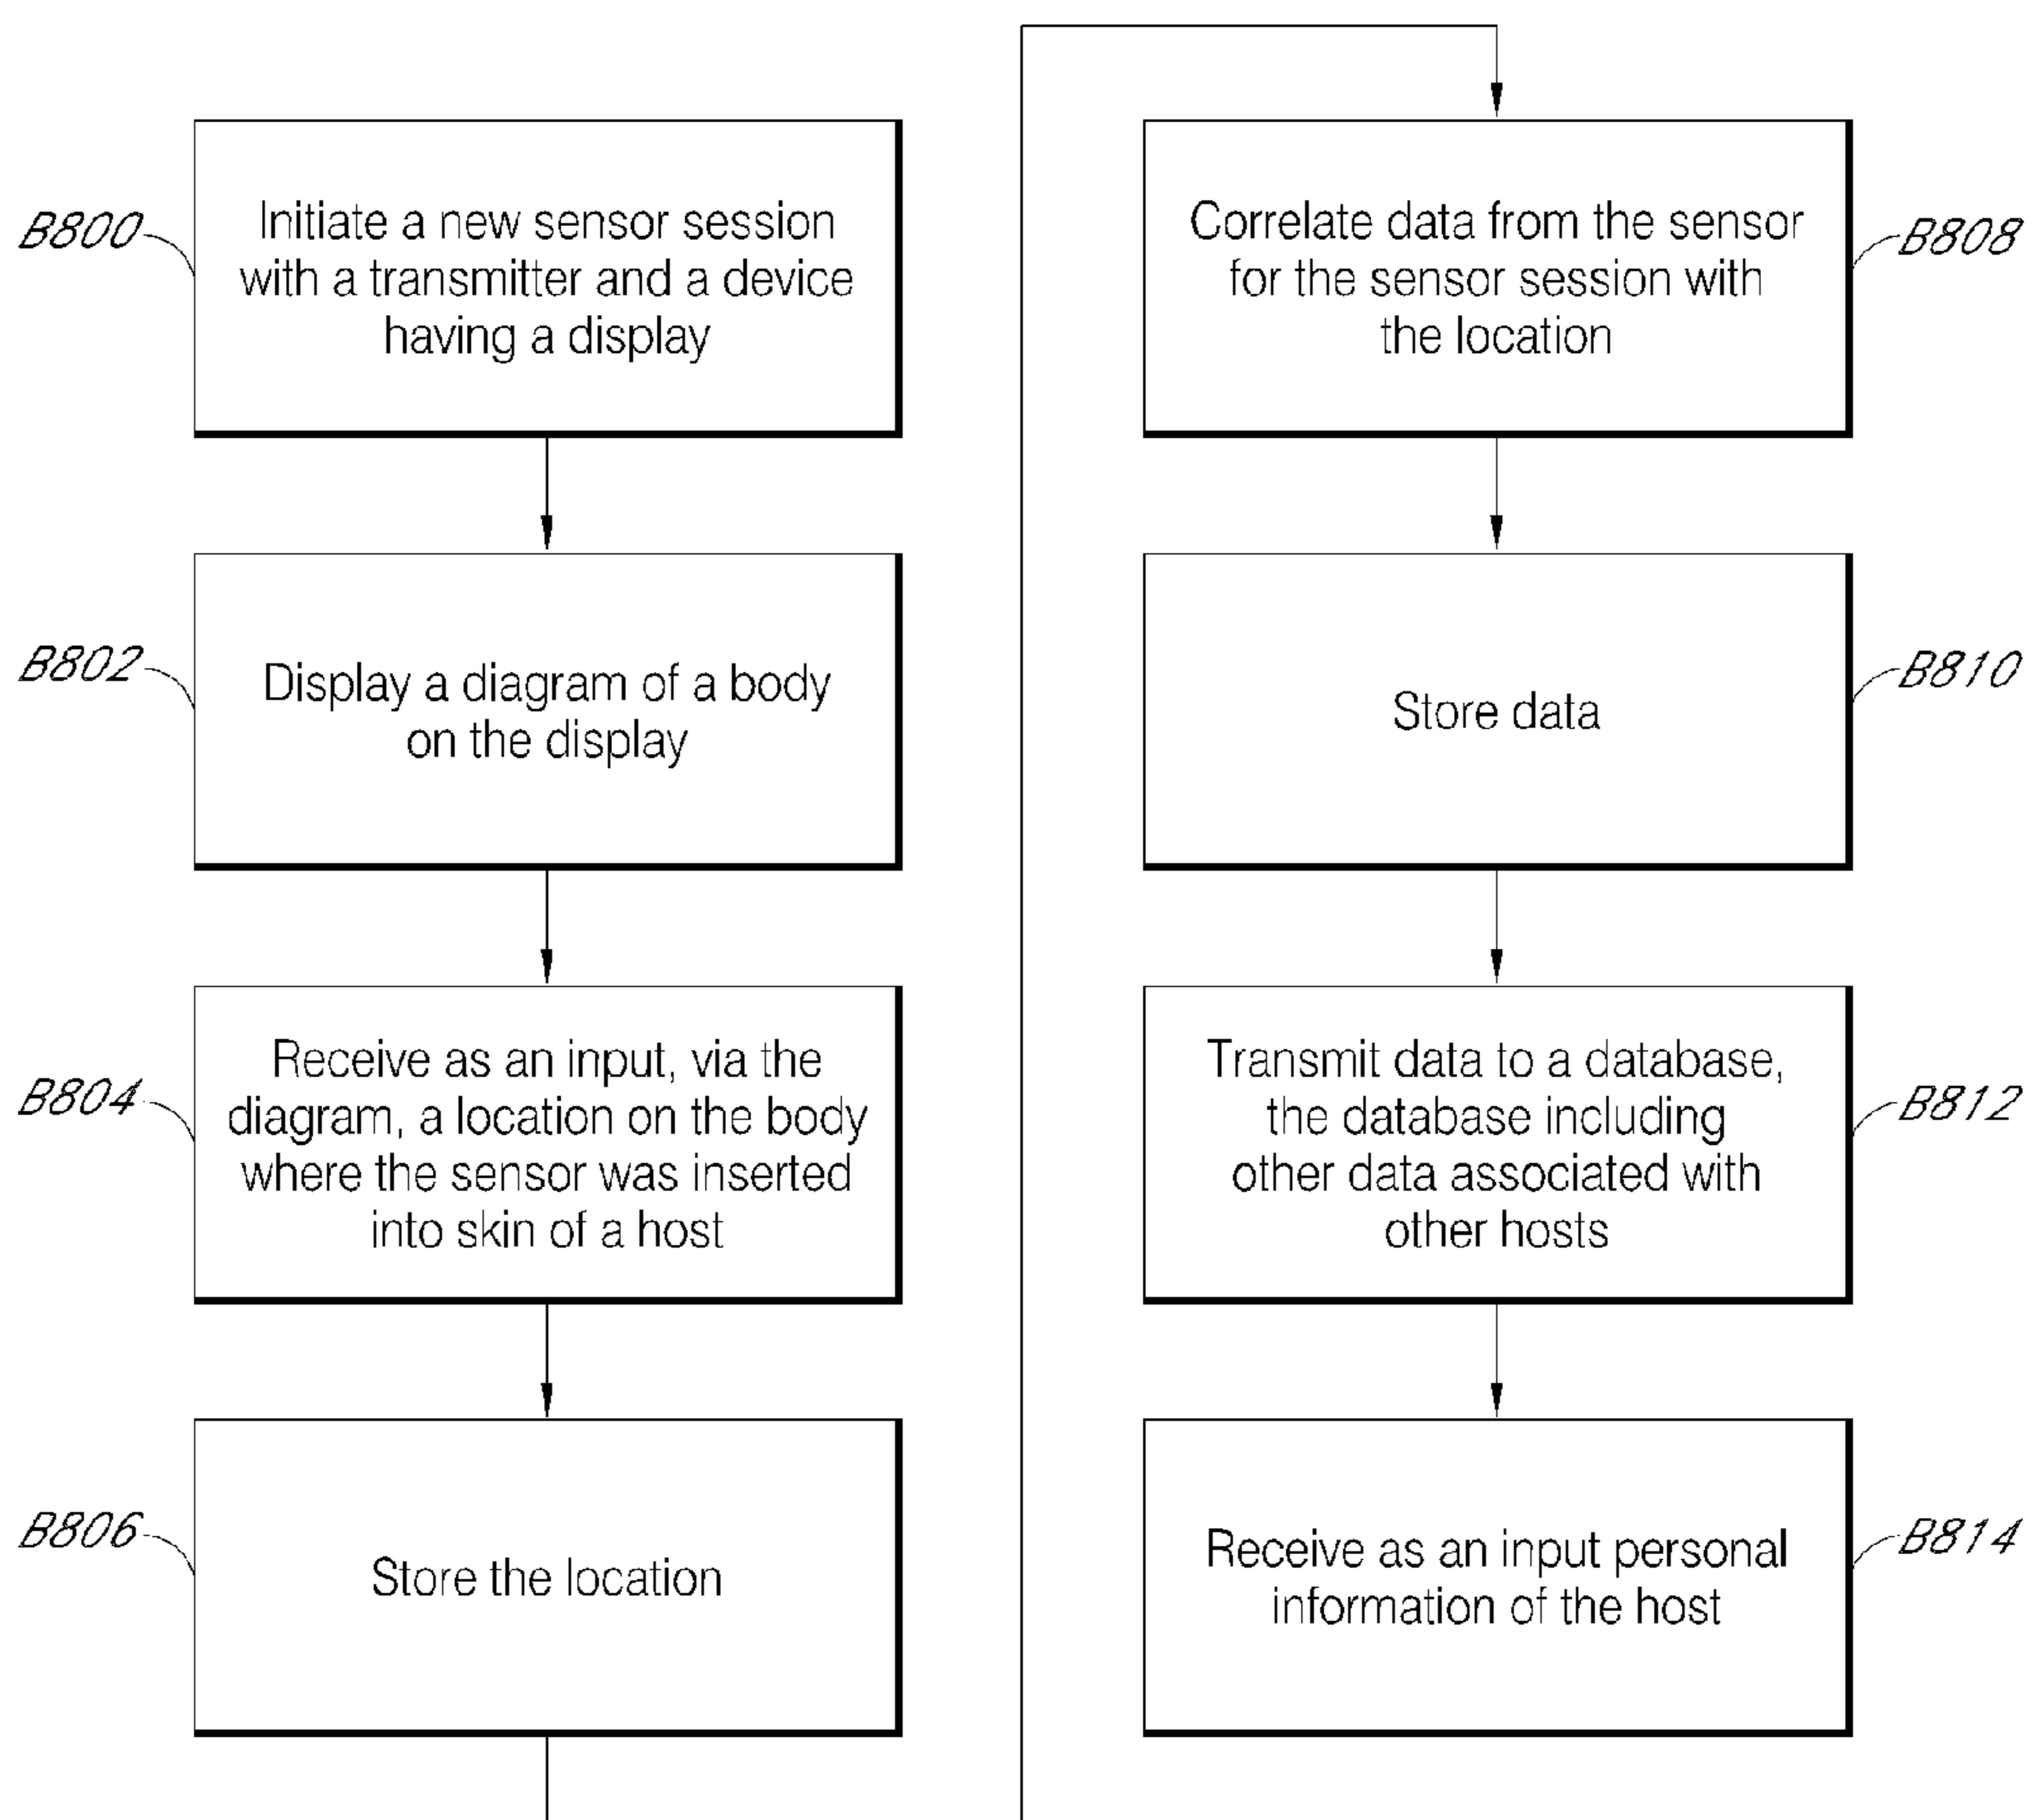 B800
Initiate a new sensor session
with a transmitter and a device
having a display
B802
Display a diagram of a body
on the display
B804
Receive as an input, via the
diagram, a location on the body
where the sensor was inserted
into skin of a host
B806
Store the location
Correlate data from the sensor
for the sensor session with
the location
B808
Store data
B810
Transmit data to a database,
the database including
other data associated with
other hosts
B812
Receive as an input personal
information of the host
B814